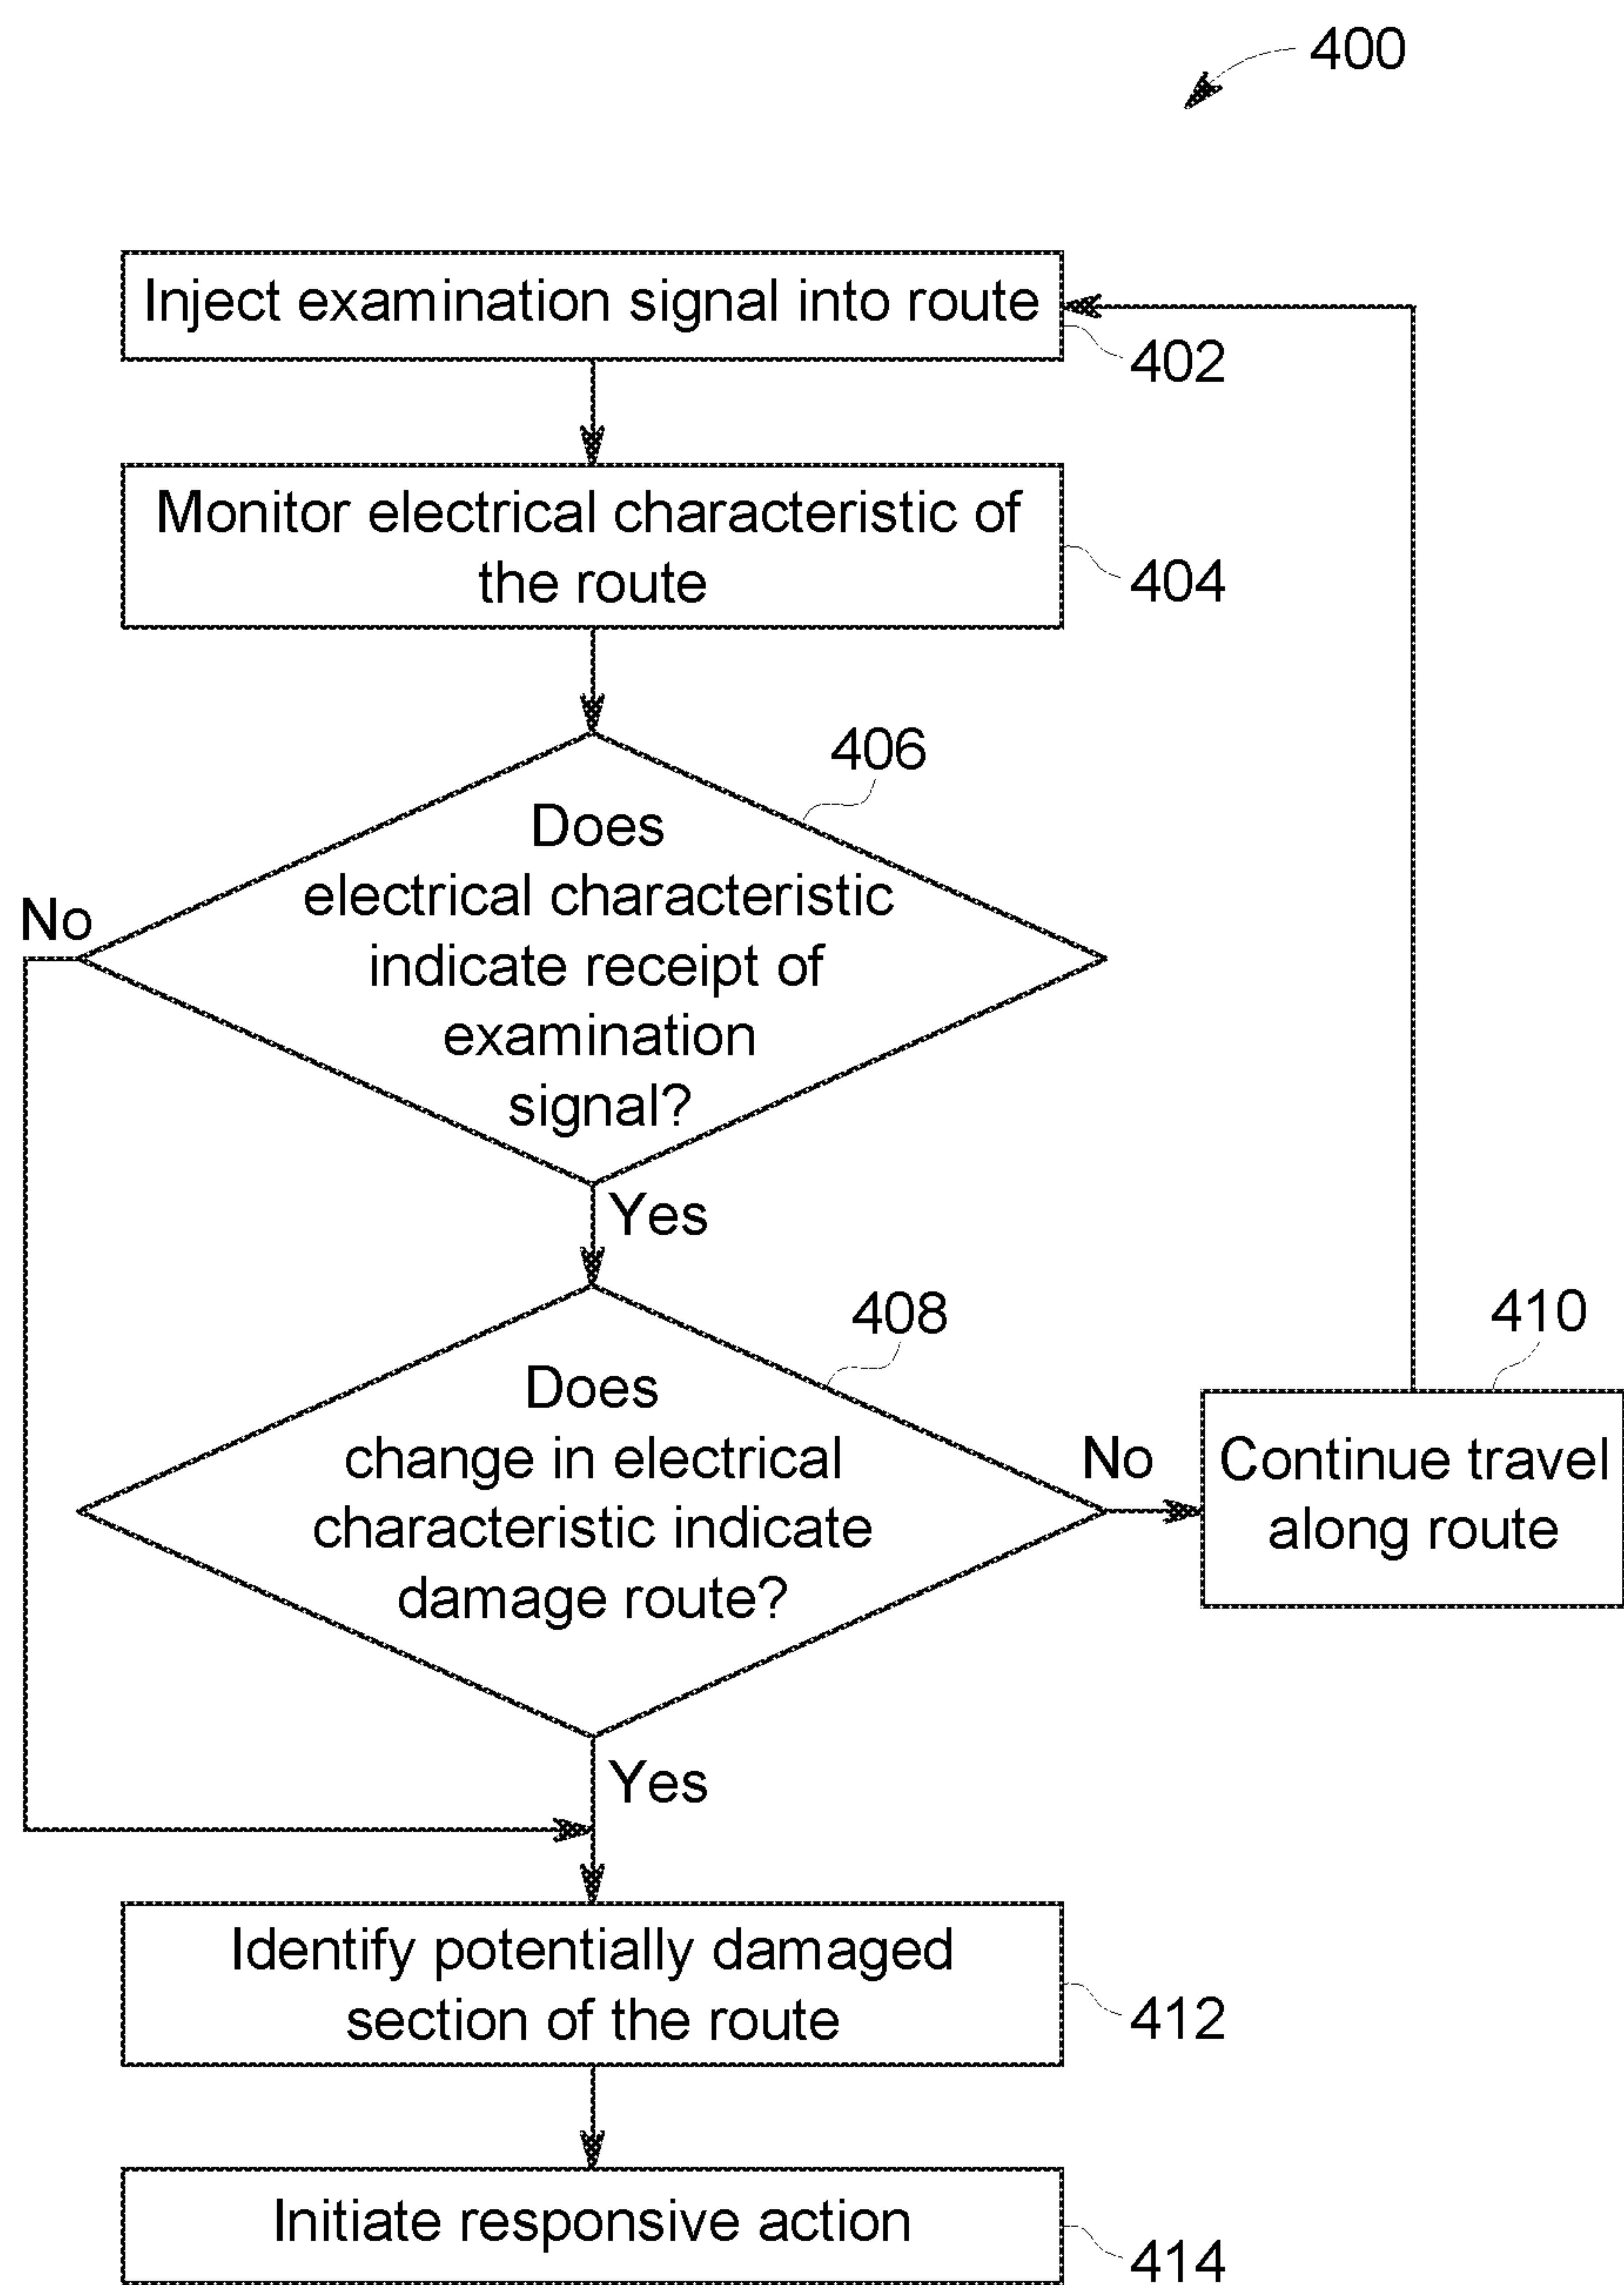 400
Inject examination signal into route
402
Monitor electrical characteristic of
the route
404
406
Does
electrical characteristic
indicate receipt of
examination
signal?
No
Yes
408
410
Does
change in electrical
characteristic indicate
damage route?
No
Continue travel
along route
Yes
Identify potentially damaged
section of the route
412
Initiate responsive action
414